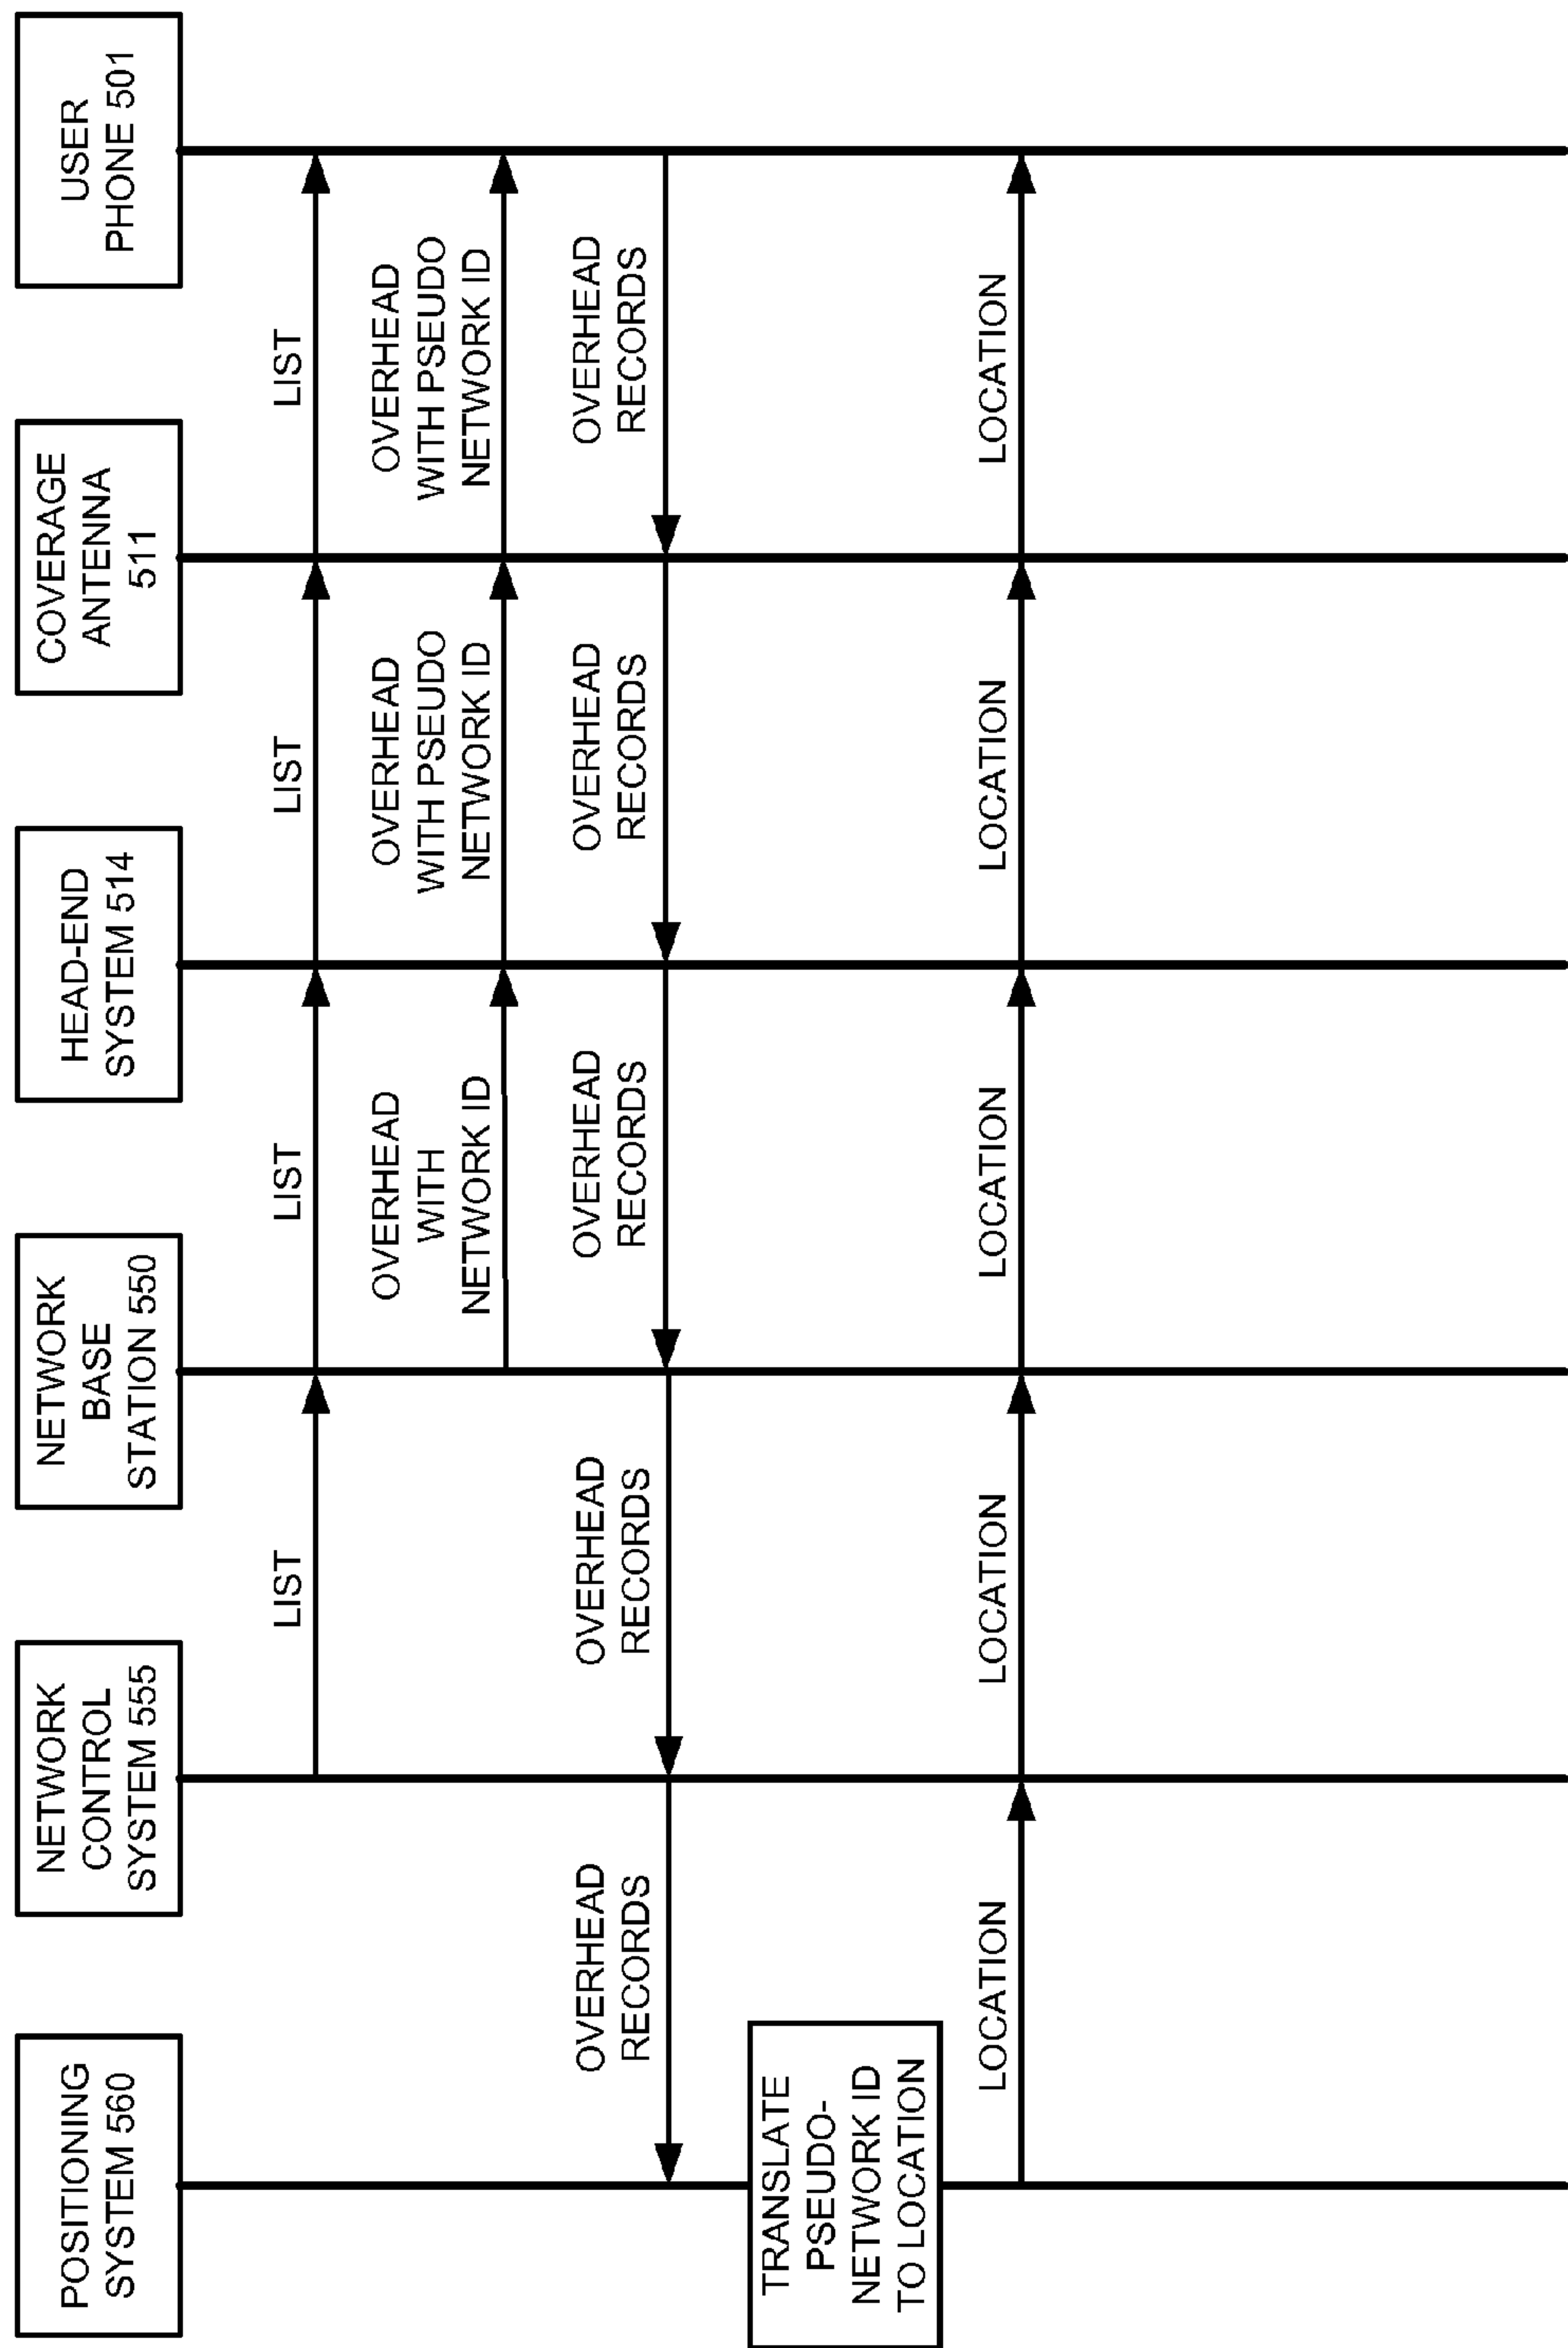 POSITIONING
SYSTEM 560
NETWORK
CONTROL
SYSTEM 555
NETWORK
BASE
STATION 550
HEAD-END
SYSTEM 514
COVERAGE
ANTENNA
511
USER
PHONE 501
LIST
LIST
LIST
LIST
OVERHEAD
WITH
NETWORK ID
OVERHEAD
WITH PSEUDO
NETWORK ID
OVERHEAD
WITH PSEUDO
NETWORK ID
OVERHEAD
RECORDS
OVERHEAD
RECORDS
OVERHEAD
RECORDS
OVERHEAD
RECORDS
OVERHEAD
RECORDS
TRANSLATE
PSEUDO-
NETWORK ID
TO LOCATION
LOCATION
LOCATION
LOCATION
LOCATION
LOCATION